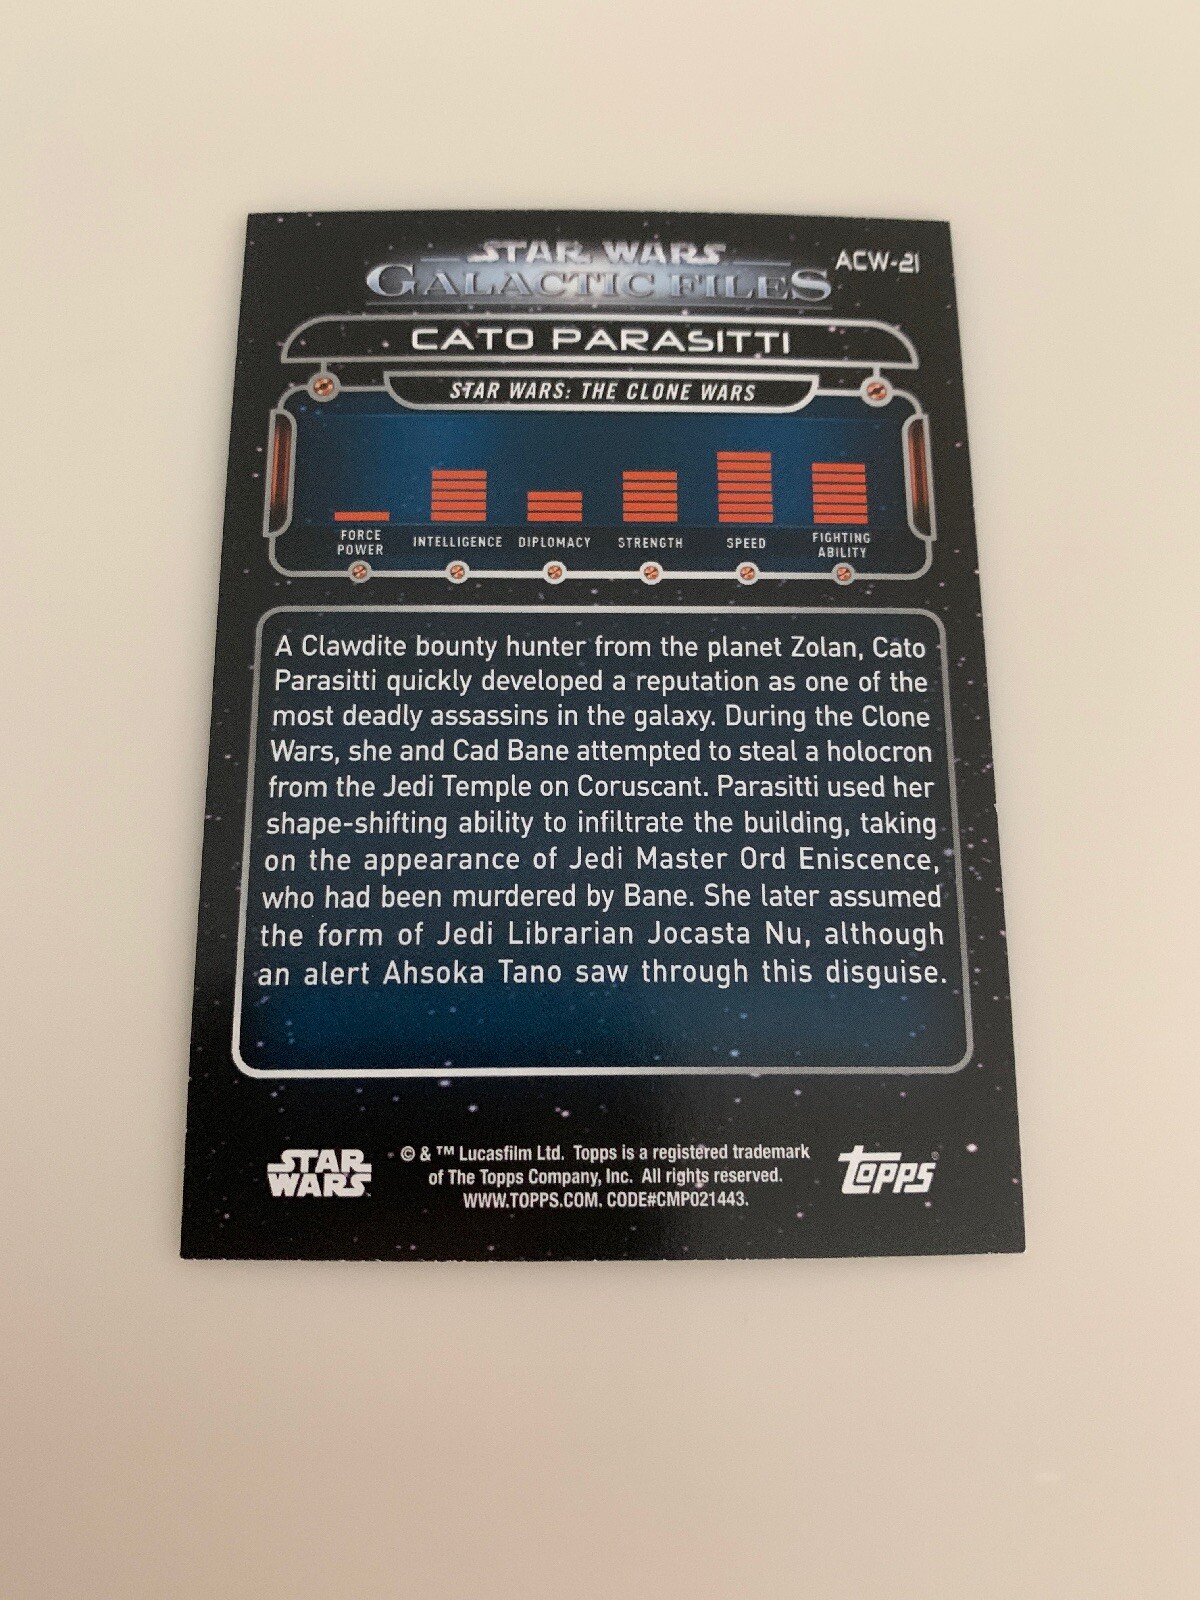 STAR WARS
GALACTIC FILES
ACW-21
CATO PARASITTI
STAR WARS: THE CLONE WARS
FORCE POWER
INTELLIGENCE
DIPLOMACY
STRENGTH
SPEED
FIGHTING ABILITY
A Clawdite bounty hunter from the planet Zolan, Cato
Parasitti quickly developed a reputation as one of the
most deadly assassins in the galaxy. During the Clone
Wars, she and Cad Bane attempted to steal a holocron
from the Jedi Temple on Coruscant. Parasitti used her
shape-shifting ability to infiltrate the building, taking
on the appearance of Jedi Master Ord Eniscence,
who had been murdered by Bane. She later assumed
the form of Jedi Librarian Jocasta Nu, although
an alert Ahsoka Tano saw through this disguise.
STAR
WARS
© & ™ Lucasfilm Ltd. Topps is a registered trademark
of The Topps Company, Inc. All rights reserved.
WWW.TOPPS.COM. CODE#CMP021443.
topps®